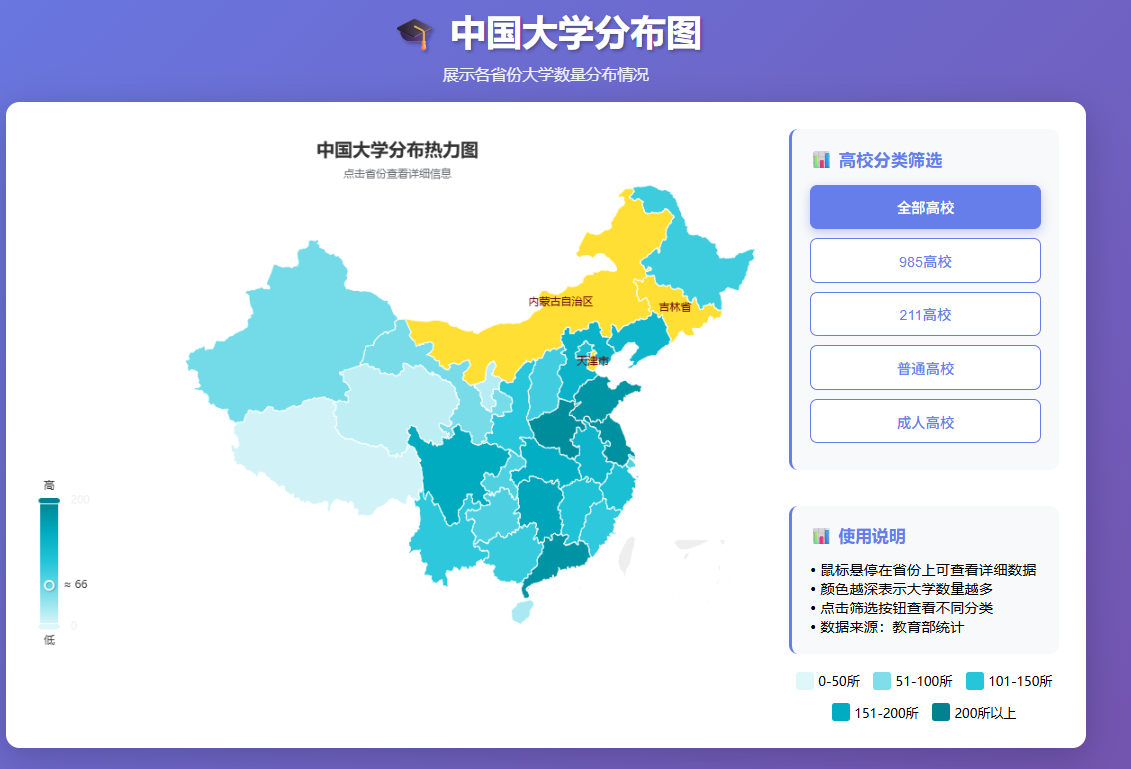 中国大学分布图
展示各省份大学数量分布情况
中国大学分布热力图
点击省份查看详细信息
内蒙古自治区
吉林省
天津市
高
200
≈ 66
0
低
高校分类筛选
全部高校
985高校
211高校
普通高校
成人高校
使用说明
• 鼠标悬停在省份上可查看详细数据
• 颜色越深表示大学数量越多
• 点击筛选按钮查看不同分类
• 数据来源：教育部统计
0-50所 51-100所 101-150所
151-200所 200所以上